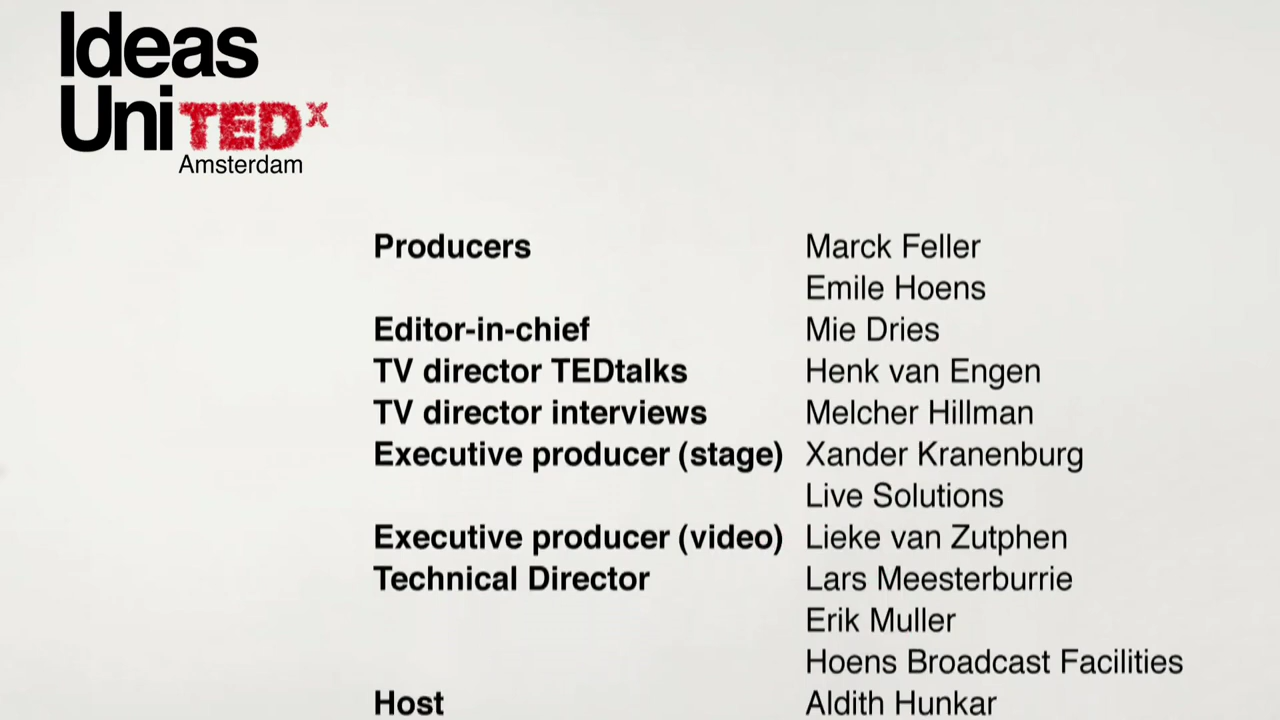 Ideas
UniTEDx
Amsterdam
Producers Marck Feller
Emile Hoens
Editor-in-chief Mie Dries
TV director TEDtalks Henk van Engen
TV director interviews Melcher Hillman
Executive producer (stage) Xander Kranenburg
Live Solutions
Executive producer (video) Lieke van Zutphen
Technical Director Lars Meesterburrie
Erik Muller
Hoens Broadcast Facilities
Host Aldith Hunkar